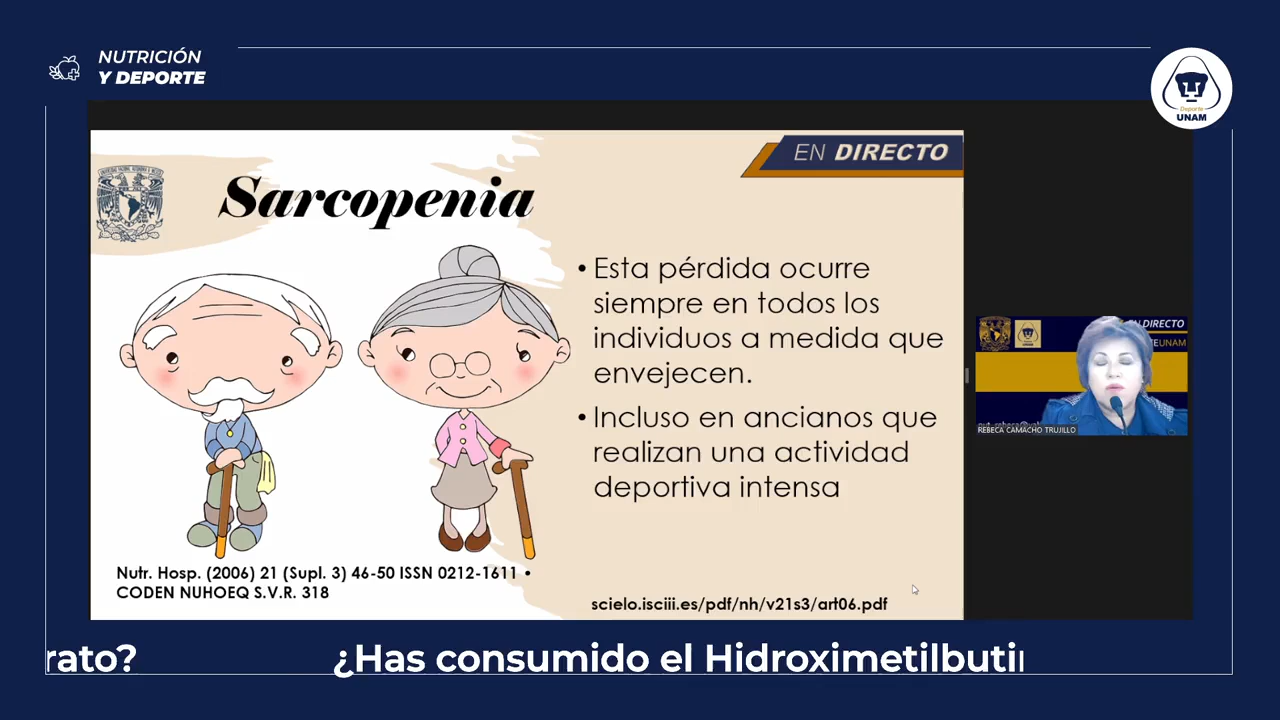 NUTRICIÓN
Y DEPORTE
Deporte
UNAM
EN DIRECTO
Sarcopenia
• Esta pérdida ocurre
siempre en todos los
individuos a medida que
envejecen.
• Incluso en ancianos que
realizan una actividad
deportiva intensa
Nutr. Hosp. (2006) 21 (Supl. 3) 46-50 ISSN 0212-1611 •
CODEN NUHOEQ S.V.R. 318
scielo.isciii.es/pdf/nh/v21s3/art06.pdf
DIRECTO
UNAM
REBECA CAMACHO TRUJILLO
rato? ¿Has consumido el Hidroximetilbuti